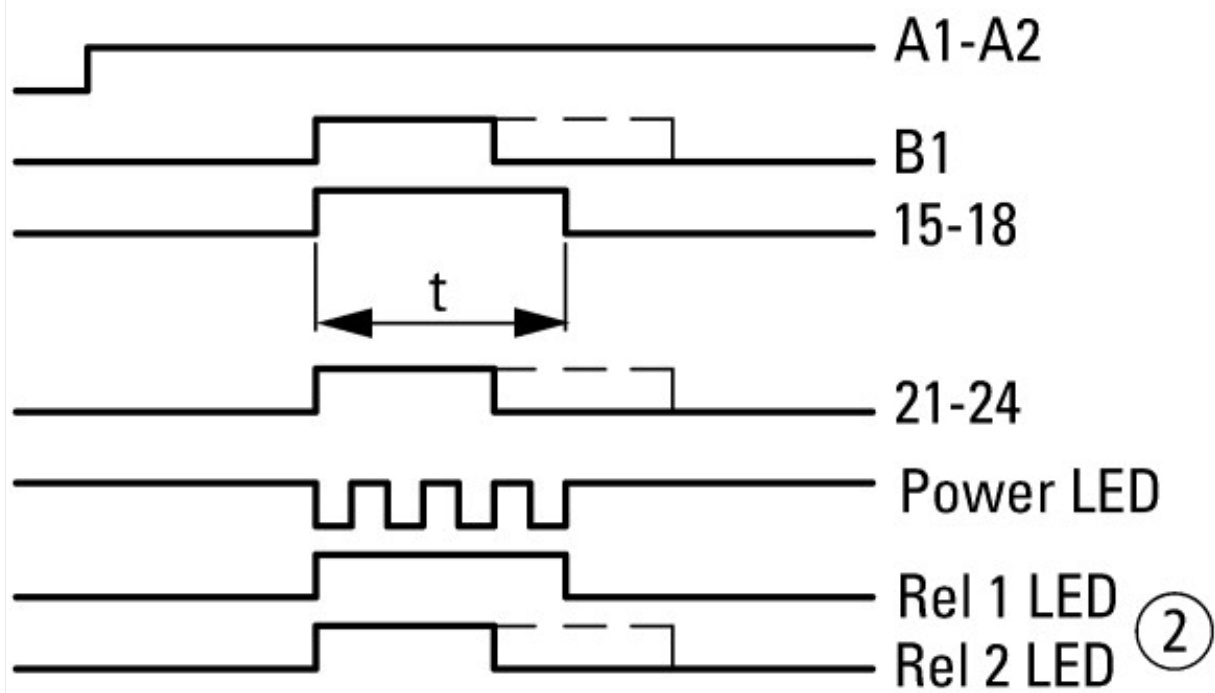 A1-A2
B1
15-18
t
21-24
Power LED
Rel 1 LED
2
Rel 2 LED